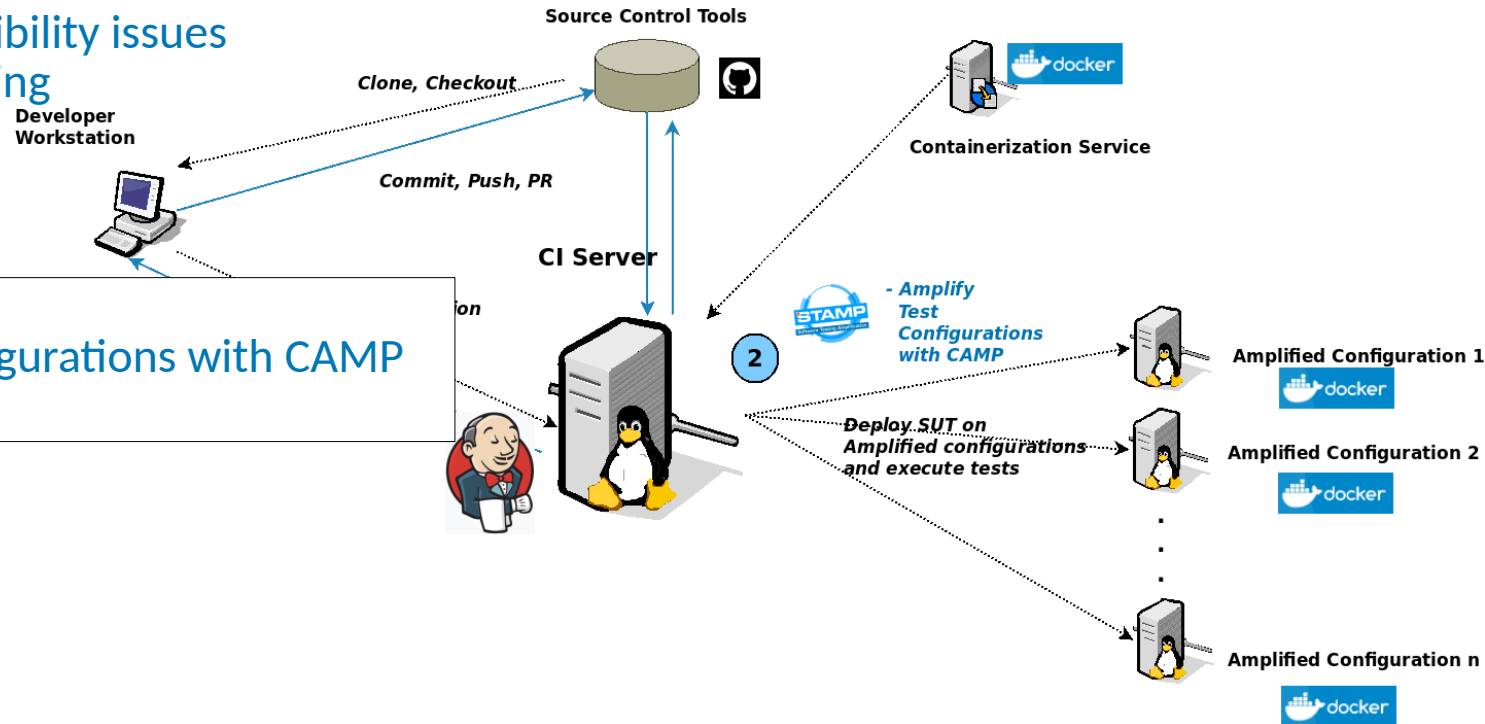 ibility issues
ing
Source Control Tools
docker
Clone, Checkout
Developer
Workstation
Containerization Service
Commit, Push, PR
CI Server
ion
gurations with CAMP
STAMP
- Amplify
Test
Configurations
with CAMP
2
Amplified Configuration 1
docker
Deploy SUT on
Amplified configurations
and execute tests
Amplified Configuration 2
docker
.
.
.
Amplified Configuration n
docker